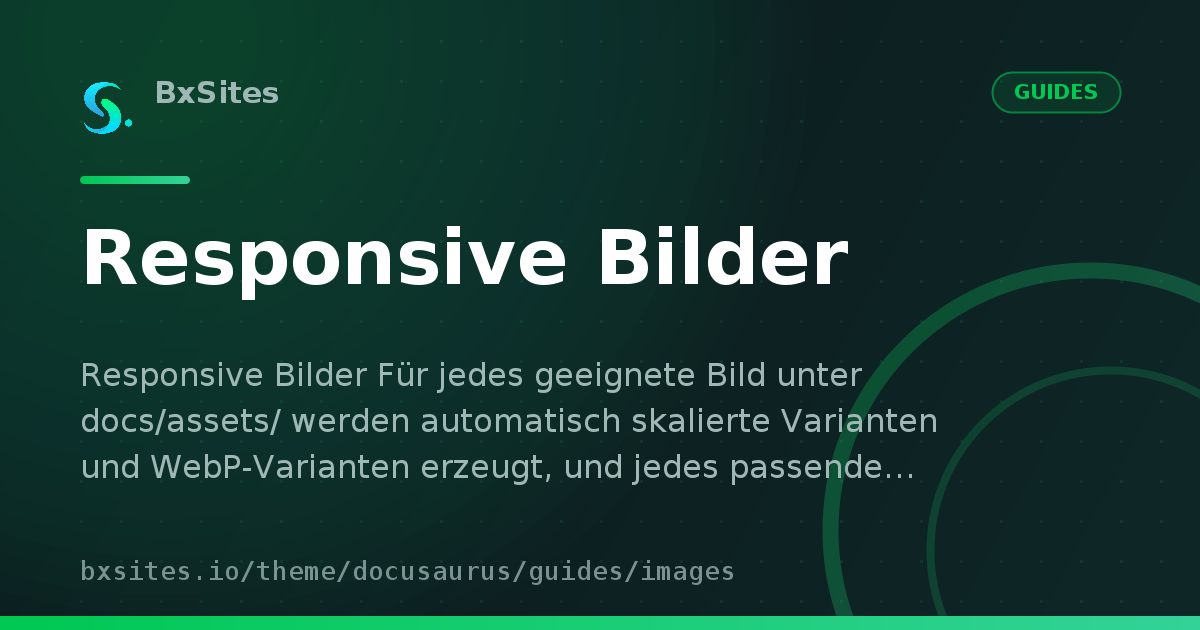 BxSites
GUIDES
Responsive Bilder
Responsive Bilder Für jedes geeignete Bild unter
docs/assets/ werden automatisch skalierte Varianten
und WebP-Varianten erzeugt, und jedes passende…
bxsites.io/theme/docusaurus/guides/images